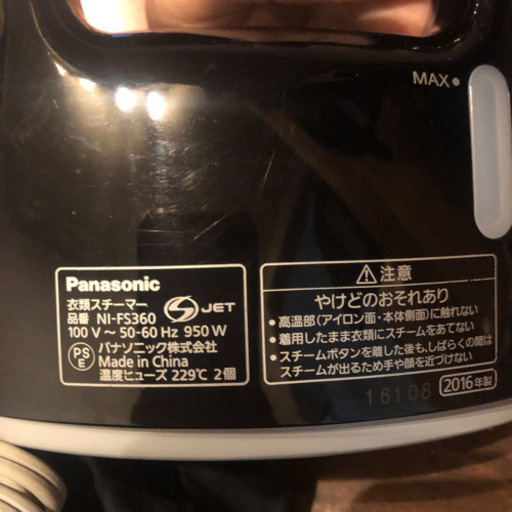 MAX
Panasonic
衣類スチーマー
品番 NI-FS360
S JET
100 V～ 50-60 Hz 950 W
PS E
パナソニック株式会社
Made in China
温度ヒューズ 229℃ 2個
⚠注意
やけどのおそれあり
●高温部(アイロン面・本体側面)に触れない
●着用したまま衣類にスチームをあてない
●スチームボタンを離した後も、しばらくの間は
スチームが出るため手や顔を近づけない
16108
2016年製